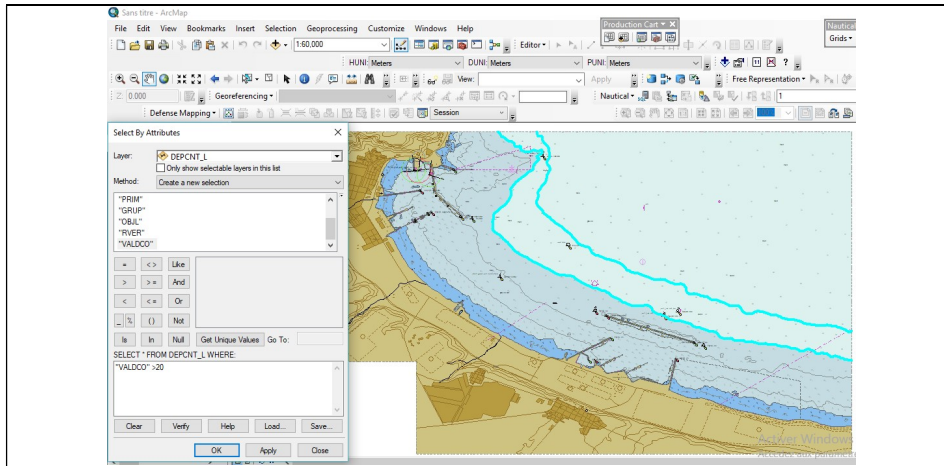 Sans titre - ArcMap
File Edit View Bookmarks Insert Selection Geoprocessing Customize Windows Help
Production Cart
Nautical
Grids
1:60,000
Editor
HUNI: Meters
DUNI: Meters
PUNI: Meters
View:
Apply
Free Representation
Z: 0.000
Georeferencing
Nautical
1
Defense Mapping
Session
Select By Attributes
Layer: DEPCNT_L
Only show selectable layers in this list
Method: Create a new selection
"PRIM"
"GRUP"
"OBJL"
"RVER"
"VALDCO"
= < > Like
> > = And
< < = Or
_ % () Not
Is In Null Get Unique Values Go To:
SELECT * FROM DEPCNT_L WHERE:
"VALDCO" >20
Clear Verify Help Load... Save...
OK Apply Close
Activer Windows
Accédez aux paramètres